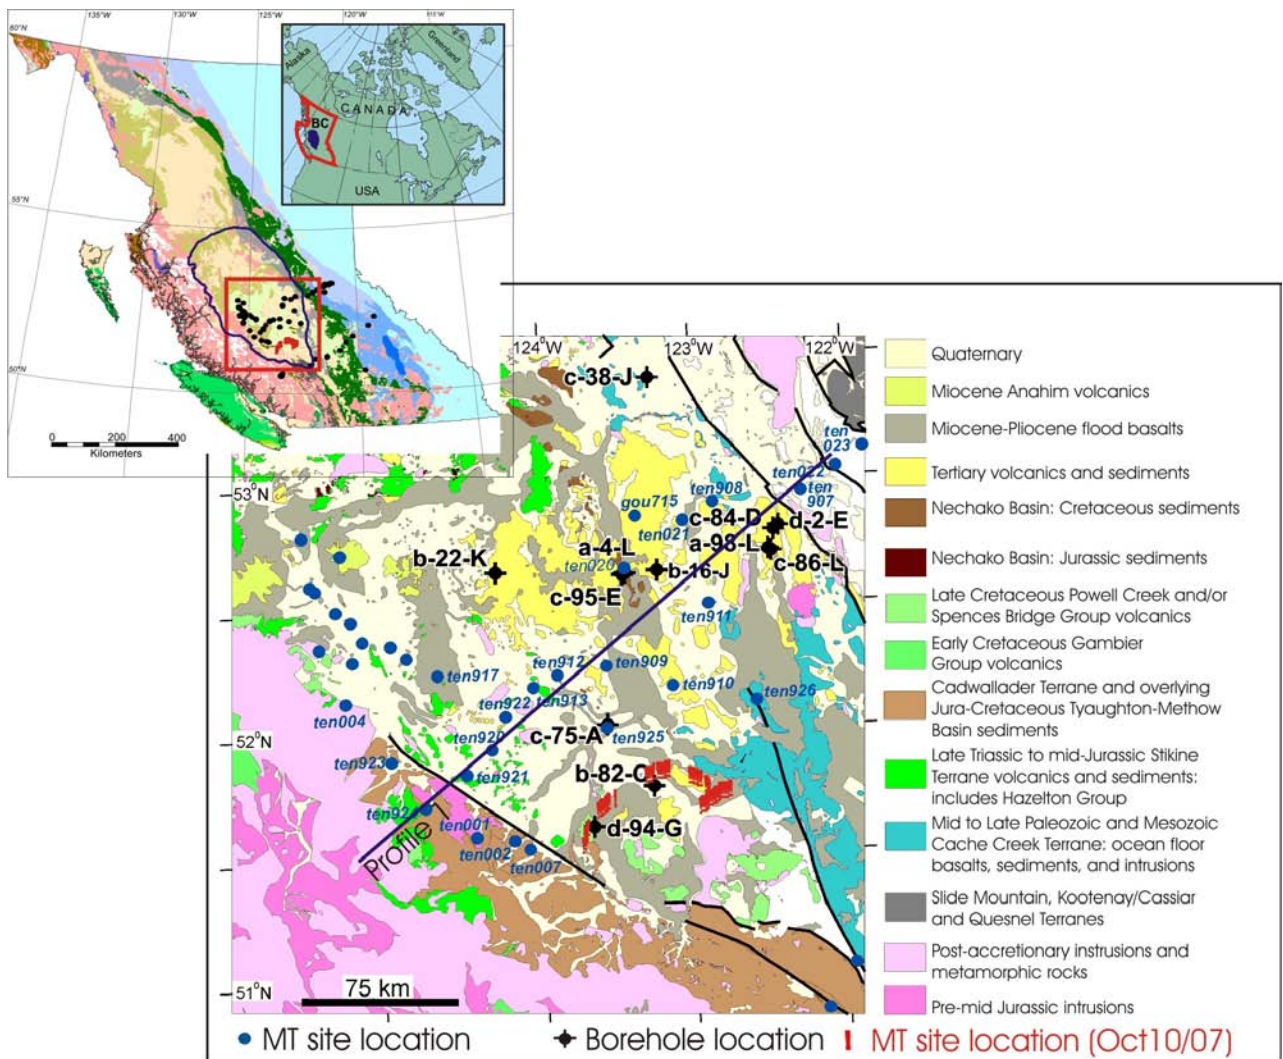 135°W
130°W
125°W
120°W
115°W
60°N
55°N
50°N
Alaska
Greenland
CANADA
BC
USA
0 200 400
Kilometers
135°W
130°W
125°W
120°W
124°W
123°W
122°W
53°N
52°N
51°N
c-38-J
ten
023
ten022
ten
907
ten908
gou715
c-84-D
d-2-E
ten021
a-98-L
a-4-L
b-22-K
ten020
b-16-J
c-86-L
c-95-E
ten911
ten912
ten909
ten917
ten910
ten926
ten922
ten913
ten004
ten920
c-75-A
ten925
ten923
ten921
b-82-C
ten924
Profile 1
ten001
d-94-G
ten002
ten007
75 km
Quaternary
Miocene Anahim volcanics
Miocene-Pliocene flood basalts
Tertiary volcanics and sediments
Nechako Basin: Cretaceous sediments
Nechako Basin: Jurassic sediments
Late Cretaceous Powell Creek and/or
Spences Bridge Group volcanics
Early Cretaceous Gambier
Group volcanics
Cadwallader Terrane and overlying
Jura-Cretaceous Tyaughton-Methow
Basin sediments
Late Triassic to mid-Jurassic Stikine
Terrane volcanics and sediments:
includes Hazelton Group
Mid to Late Paleozoic and Mesozoic
Cache Creek Terrane: ocean floor
basalts, sediments, and intrusions
Slide Mountain, Kootenay/Cassiar
and Quesnel Terranes
Post-accretionary instrusions and
metamorphic rocks
Pre-mid Jurassic intrusions
MT site location
Borehole location
MT site location (Oct10/07)